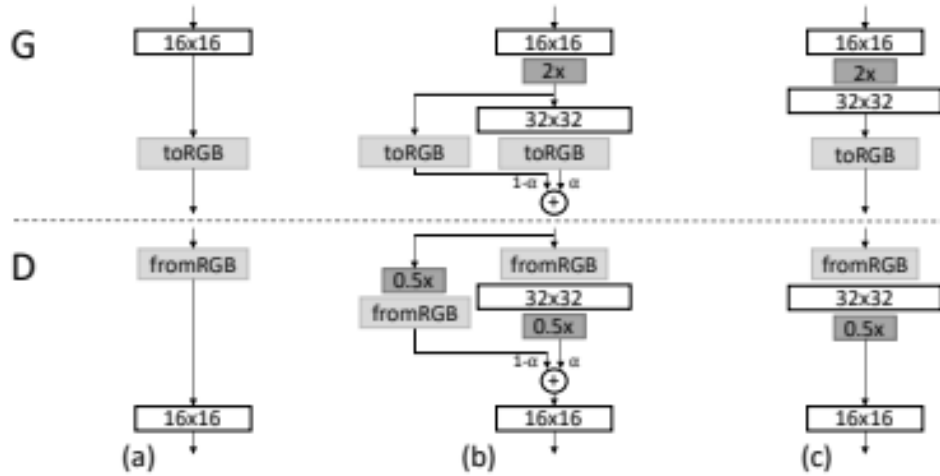 G
16x16
toRGB
16x16
2x
32x32
toRGB
toRGB
1-α
α
+
16x16
2x
32x32
toRGB
D
fromRGB
16x16
0.5x
fromRGB
fromRGB
32x32
0.5x
1-α
α
+
16x16
fromRGB
32x32
0.5x
16x16
(a)
(b)
(c)